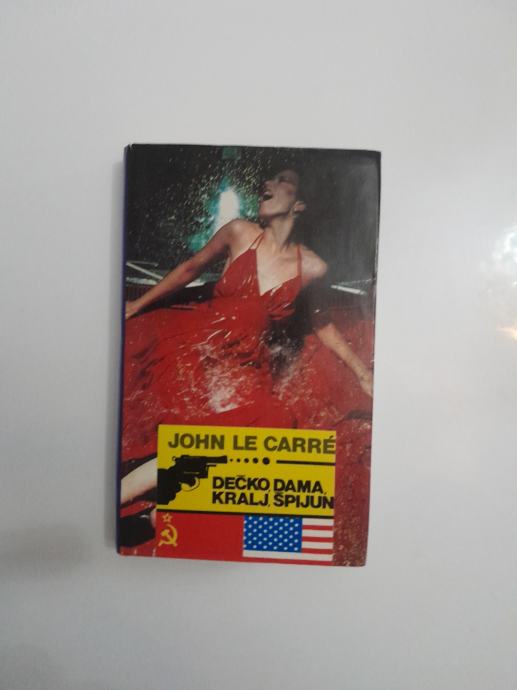 JOHN LE CARRÉ
DEČKO, DAMA,
KRALJ, ŠPIJUN